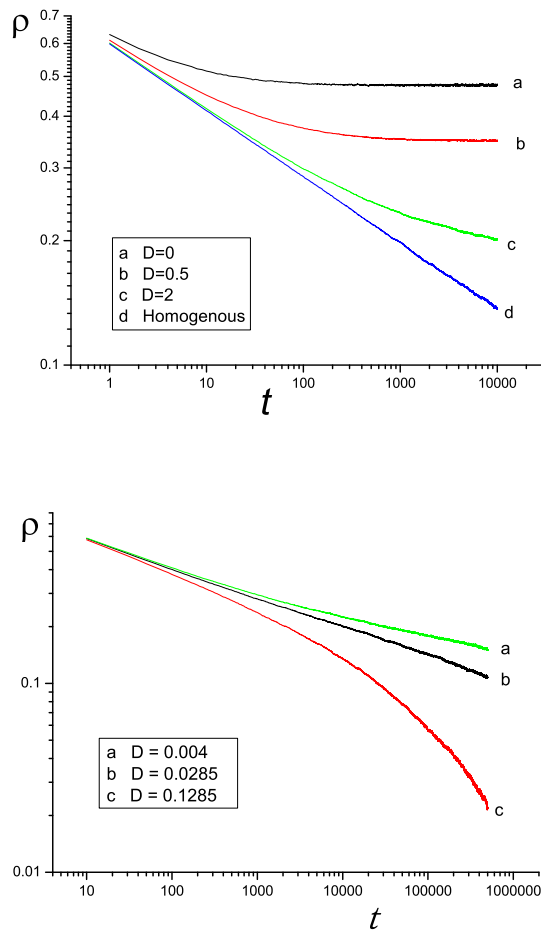 ρ
0.7
0.6
0.5
0.4
0.3
0.2
0.1
a
b
c
d
a D=0
b D=0.5
c D=2
d Homogenous
1 10 100 1000 10000
t
ρ
0.1
0.01
a
b
c
a D = 0.004
b D = 0.0285
c D = 0.1285
10 100 1000 10000 100000 1000000
t